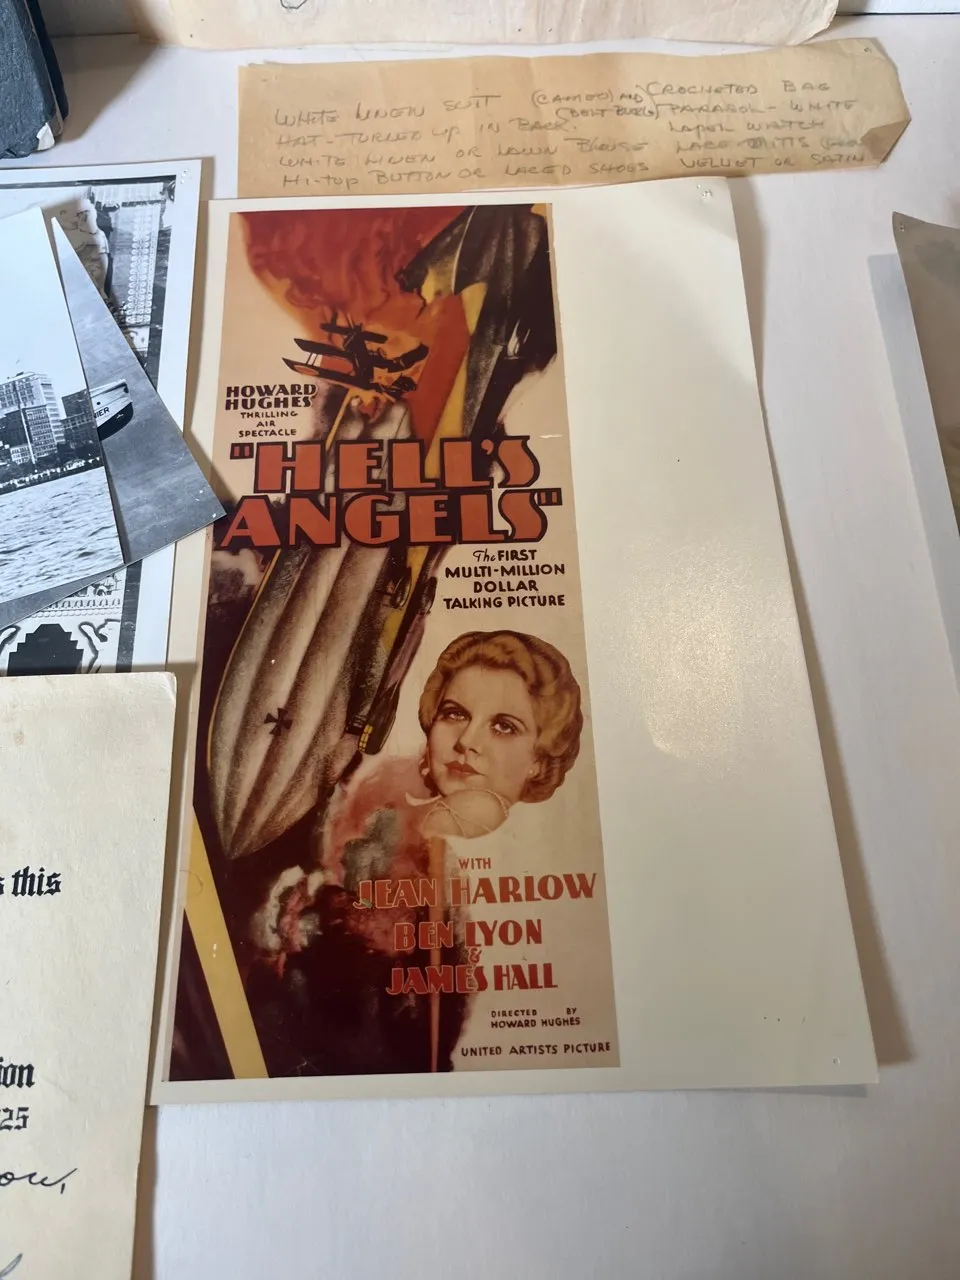 WHITE LINEN SUIT (CAMEO) AND CROCHETED BAG
(BELT BUCKLE) PARASOL - WHITE
HAT - TURNED UP IN BACK. LAPEL WATCH
WHITE LINEN OR LAWN BLOUSE LACE MITTS
HI-TOP BUTTON OR LACED SHOES VELVET OR SATIN
HOWARD
HUGHES'
THRILLING
AIR
SPECTACLE
"HELL'S
ANGELS"
The FIRST
MULTI-MILLION
DOLLAR
TALKING PICTURE
WITH
JEAN HARLOW
BEN LYON
&
JAMES HALL
DIRECTED BY
HOWARD HUGHES
UNITED ARTISTS PICTURE
NIER
s this
ion
25